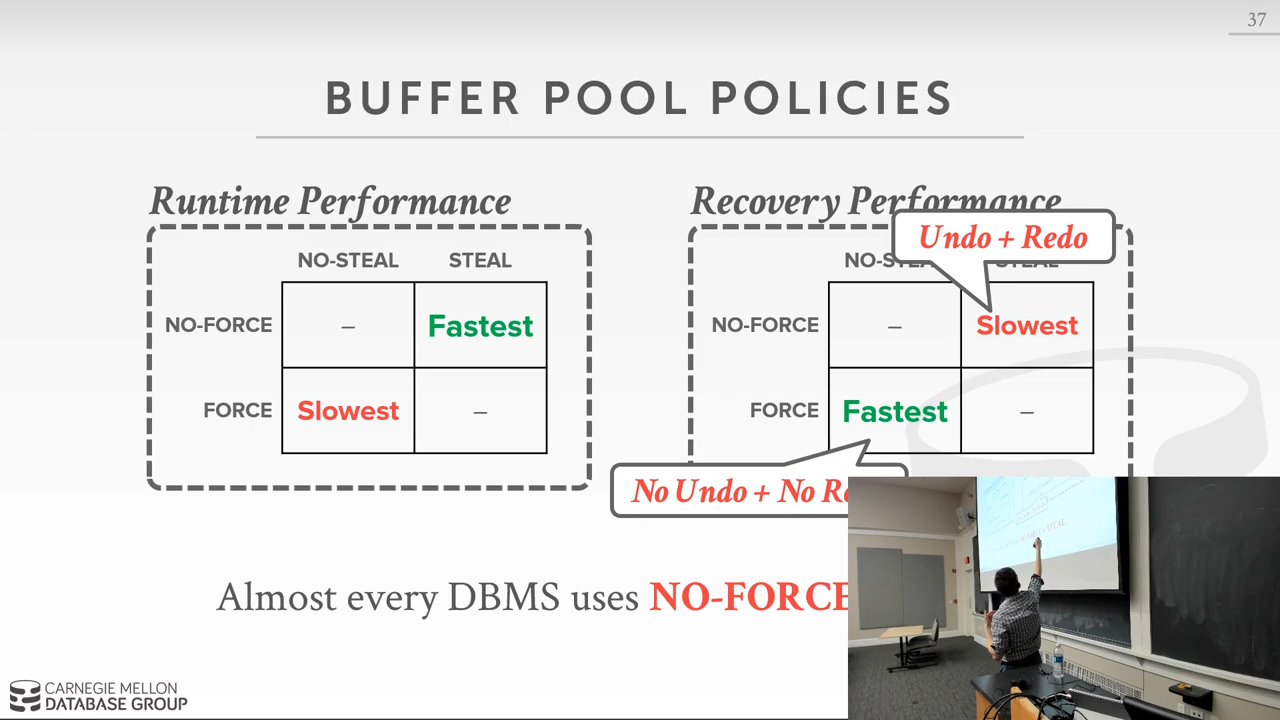 37
BUFFER POOL POLICIES
Runtime Performance
NO-STEAL STEAL
NO-FORCE – Fastest
FORCE Slowest –
Recovery Performance
Undo + Redo
NO-FORCE – Slowest
FORCE Fastest –
No Undo + No
Almost every DBMS uses NO-FORCE
CARNEGIE MELLON
DATABASE GROUP